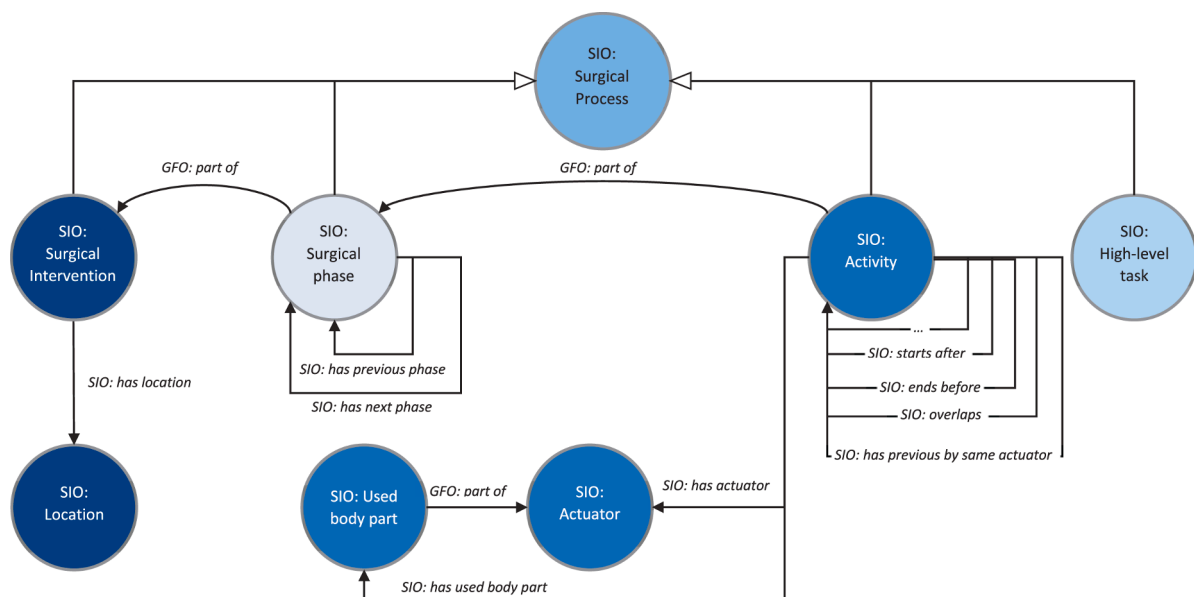 SIO:
Surgical
Process
GFO: part of
GFO: part of
SIO:
Surgical
Intervention
SIO:
Surgical
phase
SIO:
Activity
SIO:
High-level
task
...
SIO: starts after
SIO: has previous phase
SIO: has location
SIO: ends before
SIO: has next phase
SIO: overlaps
SIO: has previous by same actuator
SIO:
Location
SIO: Used
body part
GFO: part of
SIO:
Actuator
SIO: has actuator
SIO: has used body part